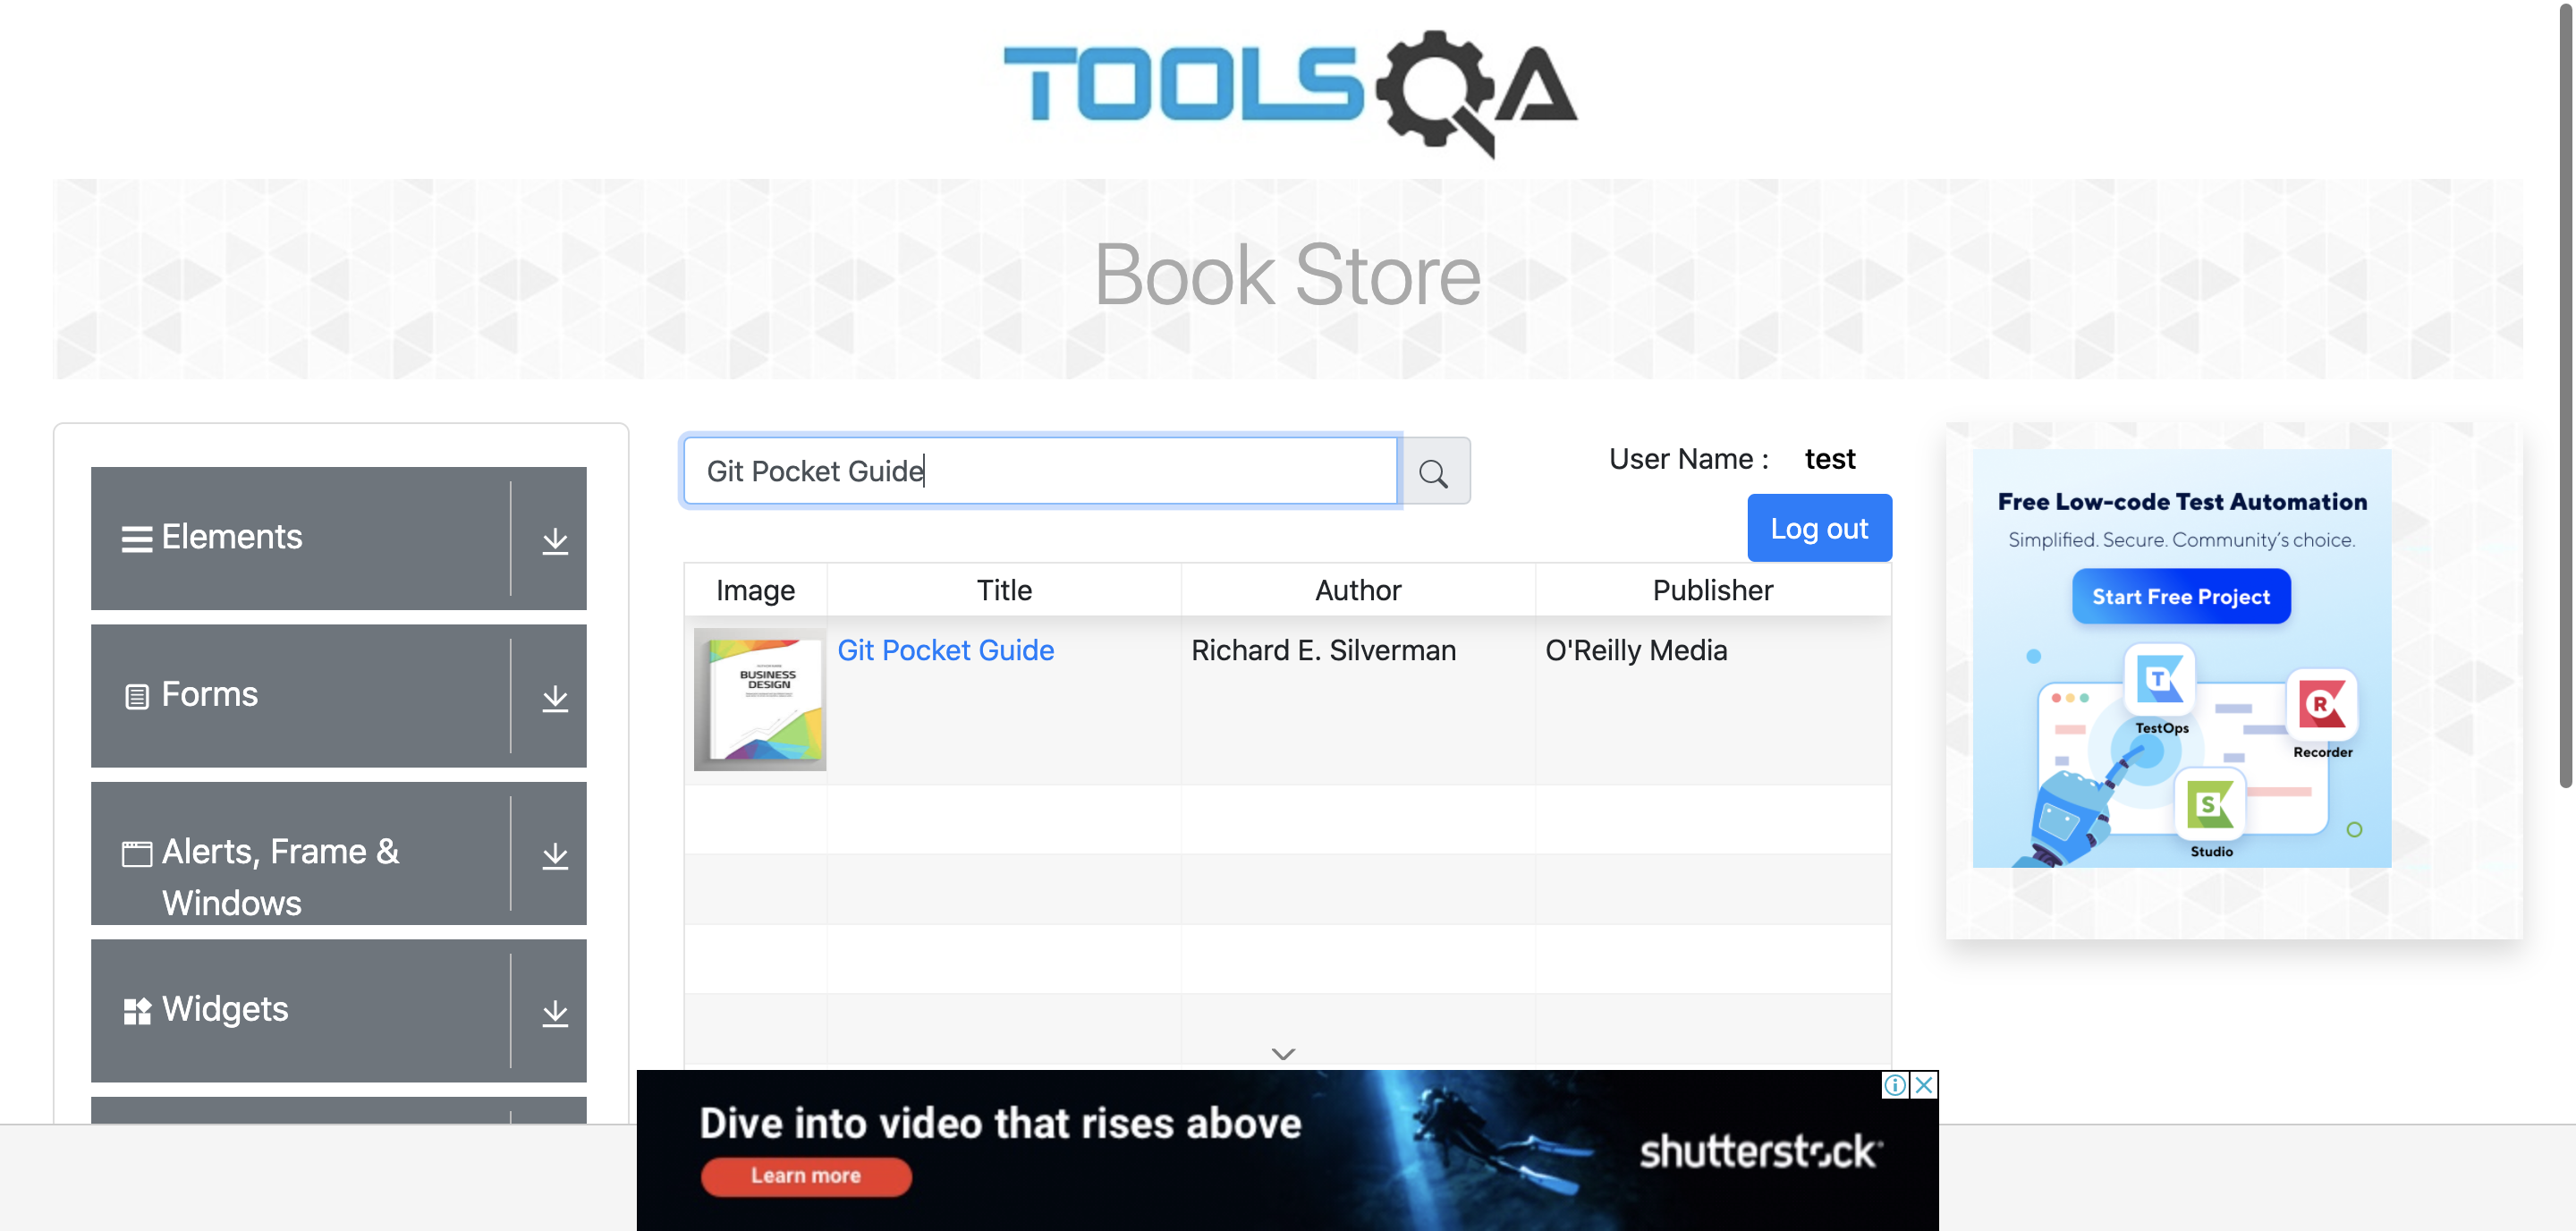 TOOLSQA
Book Store
Elements
Forms
Alerts, Frame &
Windows
Widgets
Git Pocket Guide
User Name : test
Log out
Image Title Author Publisher
BUSINESS
DESIGN
Git Pocket Guide Richard E. Silverman O'Reilly Media
Free Low-code Test Automation
Simplified. Secure. Community's choice.
Start Free Project
T
TestOps
R
Recorder
S
Studio
Dive into video that rises above
Learn more
shutterstock